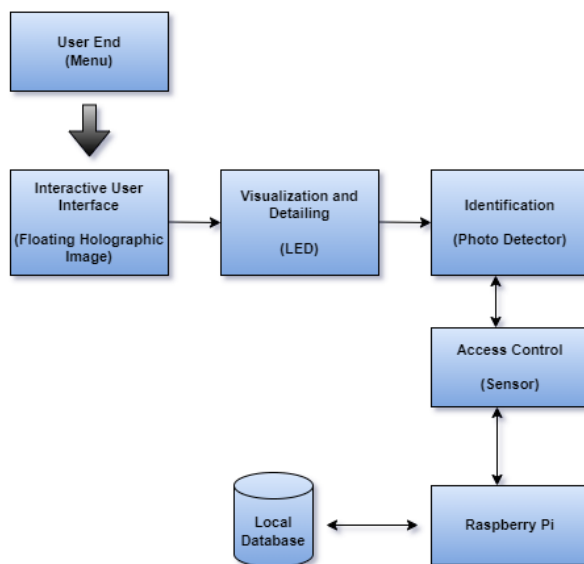 User End
(Menu)
Interactive User
Interface
(Floating Holographic
Image)
Visualization and
Detailing
(LED)
Identification
(Photo Detector)
Access Control
(Sensor)
Local
Database
Raspberry Pi